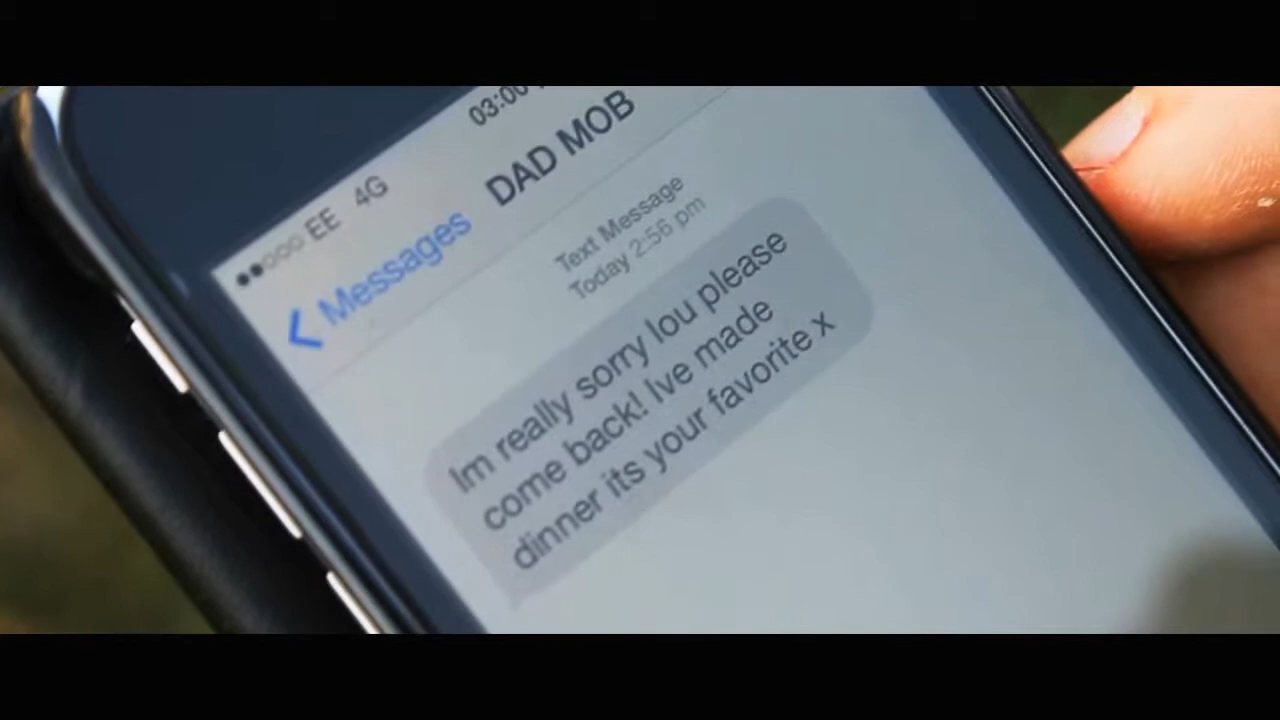 EE 4G 03:00
Messages DAD MOB
Text Message
Today 2:56 pm
Im really sorry lou please
come back! Ive made
dinner its your favorite x